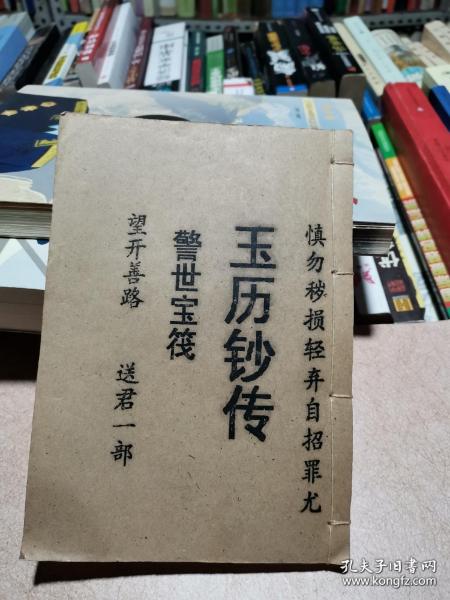 慎勿秽损轻弃自招罪尤
玉历钞传
警世宝筏
望开善路 送君一部
孔夫子旧书网
www.kongfz.com